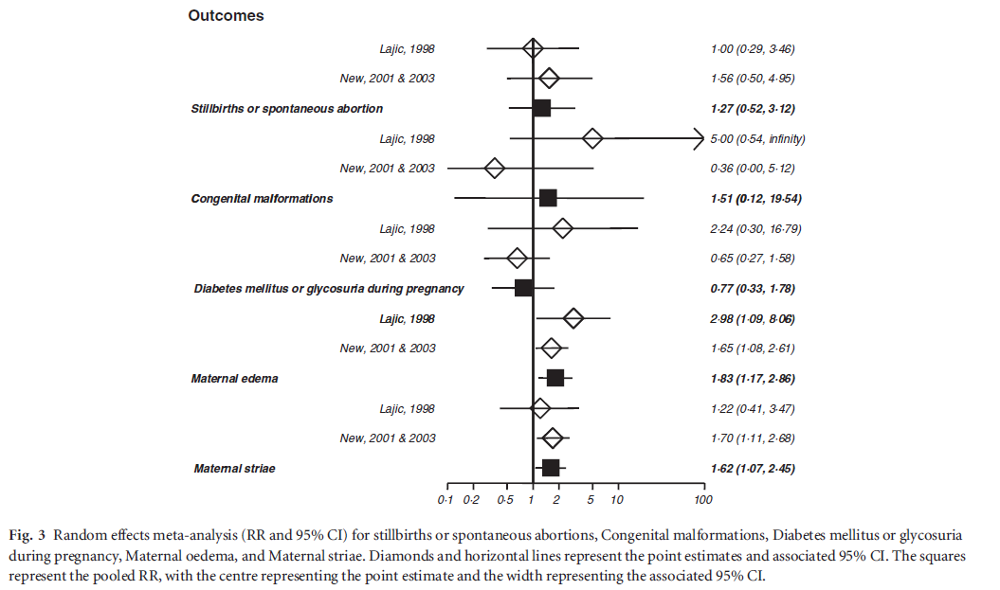 Outcomes
Lajic, 1998 1·00 (0·29, 3·46)
New, 2001 & 2003 1·56 (0·50, 4·95)
Stillbirths or spontaneous abortion 1·27 (0·52, 3·12)
Lajic, 1998 5·00 (0·54, infinity)
New, 2001 & 2003 0·36 (0·00, 5·12)
Congenital malformations 1·51 (0·12, 19·54)
Lajic, 1998 2·24 (0·30, 16·79)
New, 2001 & 2003 0·65 (0·27, 1·58)
Diabetes mellitus or glycosuria during pregnancy 0·77 (0·33, 1·78)
Lajic, 1998 2·98 (1·09, 8·06)
New, 2001 & 2003 1·65 (1·08, 2·61)
Maternal edema 1·83 (1·17, 2·86)
Lajic, 1998 1·22 (0·41, 3·47)
New, 2001 & 2003 1·70 (1·11, 2·68)
Maternal striae 1·62 (1·07, 2·45)
0·1 0·2 0·5 1 2 5 10 100
Fig. 3 Random effects meta-analysis (RR and 95% CI) for stillbirths or spontaneous abortions, Congenital malformations, Diabetes mellitus or glycosuria
during pregnancy, Maternal oedema, and Maternal striae. Diamonds and horizontal lines represent the point estimates and associated 95% CI. The squares
represent the pooled RR, with the centre representing the point estimate and the width representing the associated 95% CI.